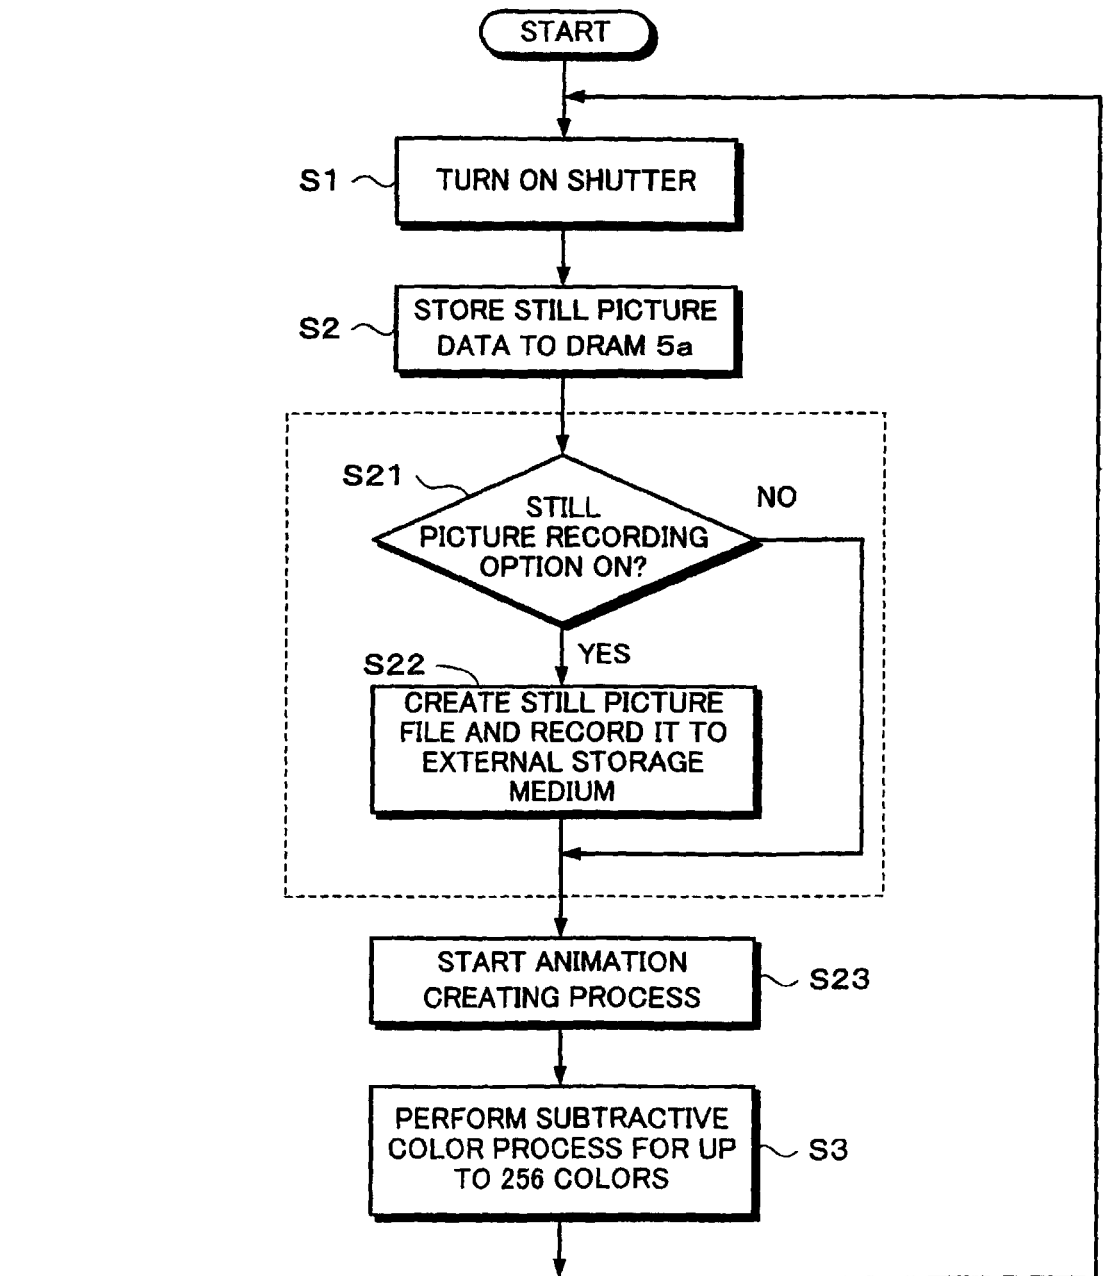 START
S1
TURN ON SHUTTER
S2
STORE STILL PICTURE
DATA TO DRAM 5a
S21
STILL
PICTURE RECORDING
OPTION ON?
NO
YES
S22
CREATE STILL PICTURE
FILE AND RECORD IT TO
EXTERNAL STORAGE
MEDIUM
START ANIMATION
CREATING PROCESS
S23
PERFORM SUBTRACTIVE
COLOR PROCESS FOR UP
TO 256 COLORS
S3